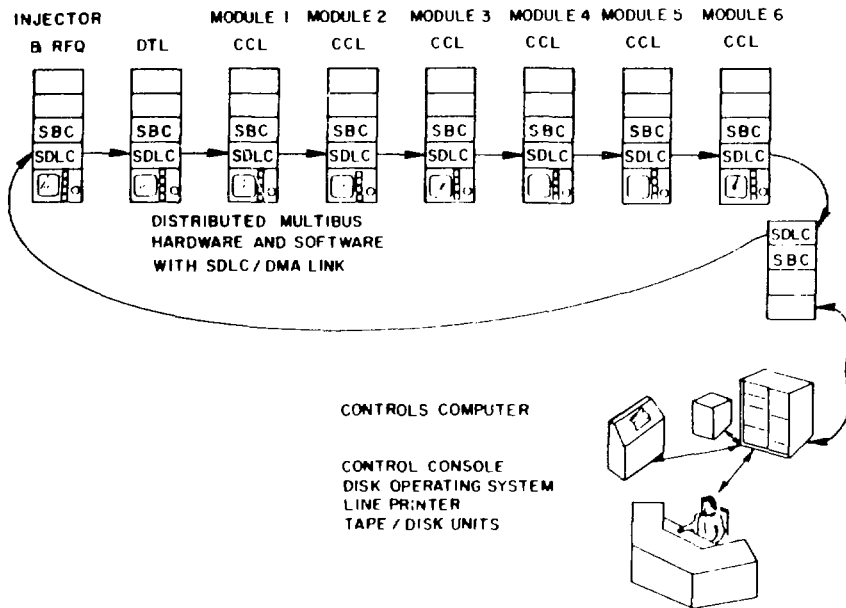 INJECTOR MODULE 1 MODULE 2 MODULE 3 MODULE 4 MODULE 5 MODULE 6
& RFQ DTL CCL CCL CCL CCL CCL CCL
SBC SBC SBC SBC SBC SBC SBC SBC
SDLC SDLC SDLC SDLC SDLC SDLC SDLC SDLC
DISTRIBUTED MULTIBUS
HARDWARE AND SOFTWARE
WITH SDLC/DMA LINK
SDLC
SBC
CONTROLS COMPUTER
CONTROL CONSOLE
DISK OPERATING SYSTEM
LINE PRINTER
TAPE / DISK UNITS